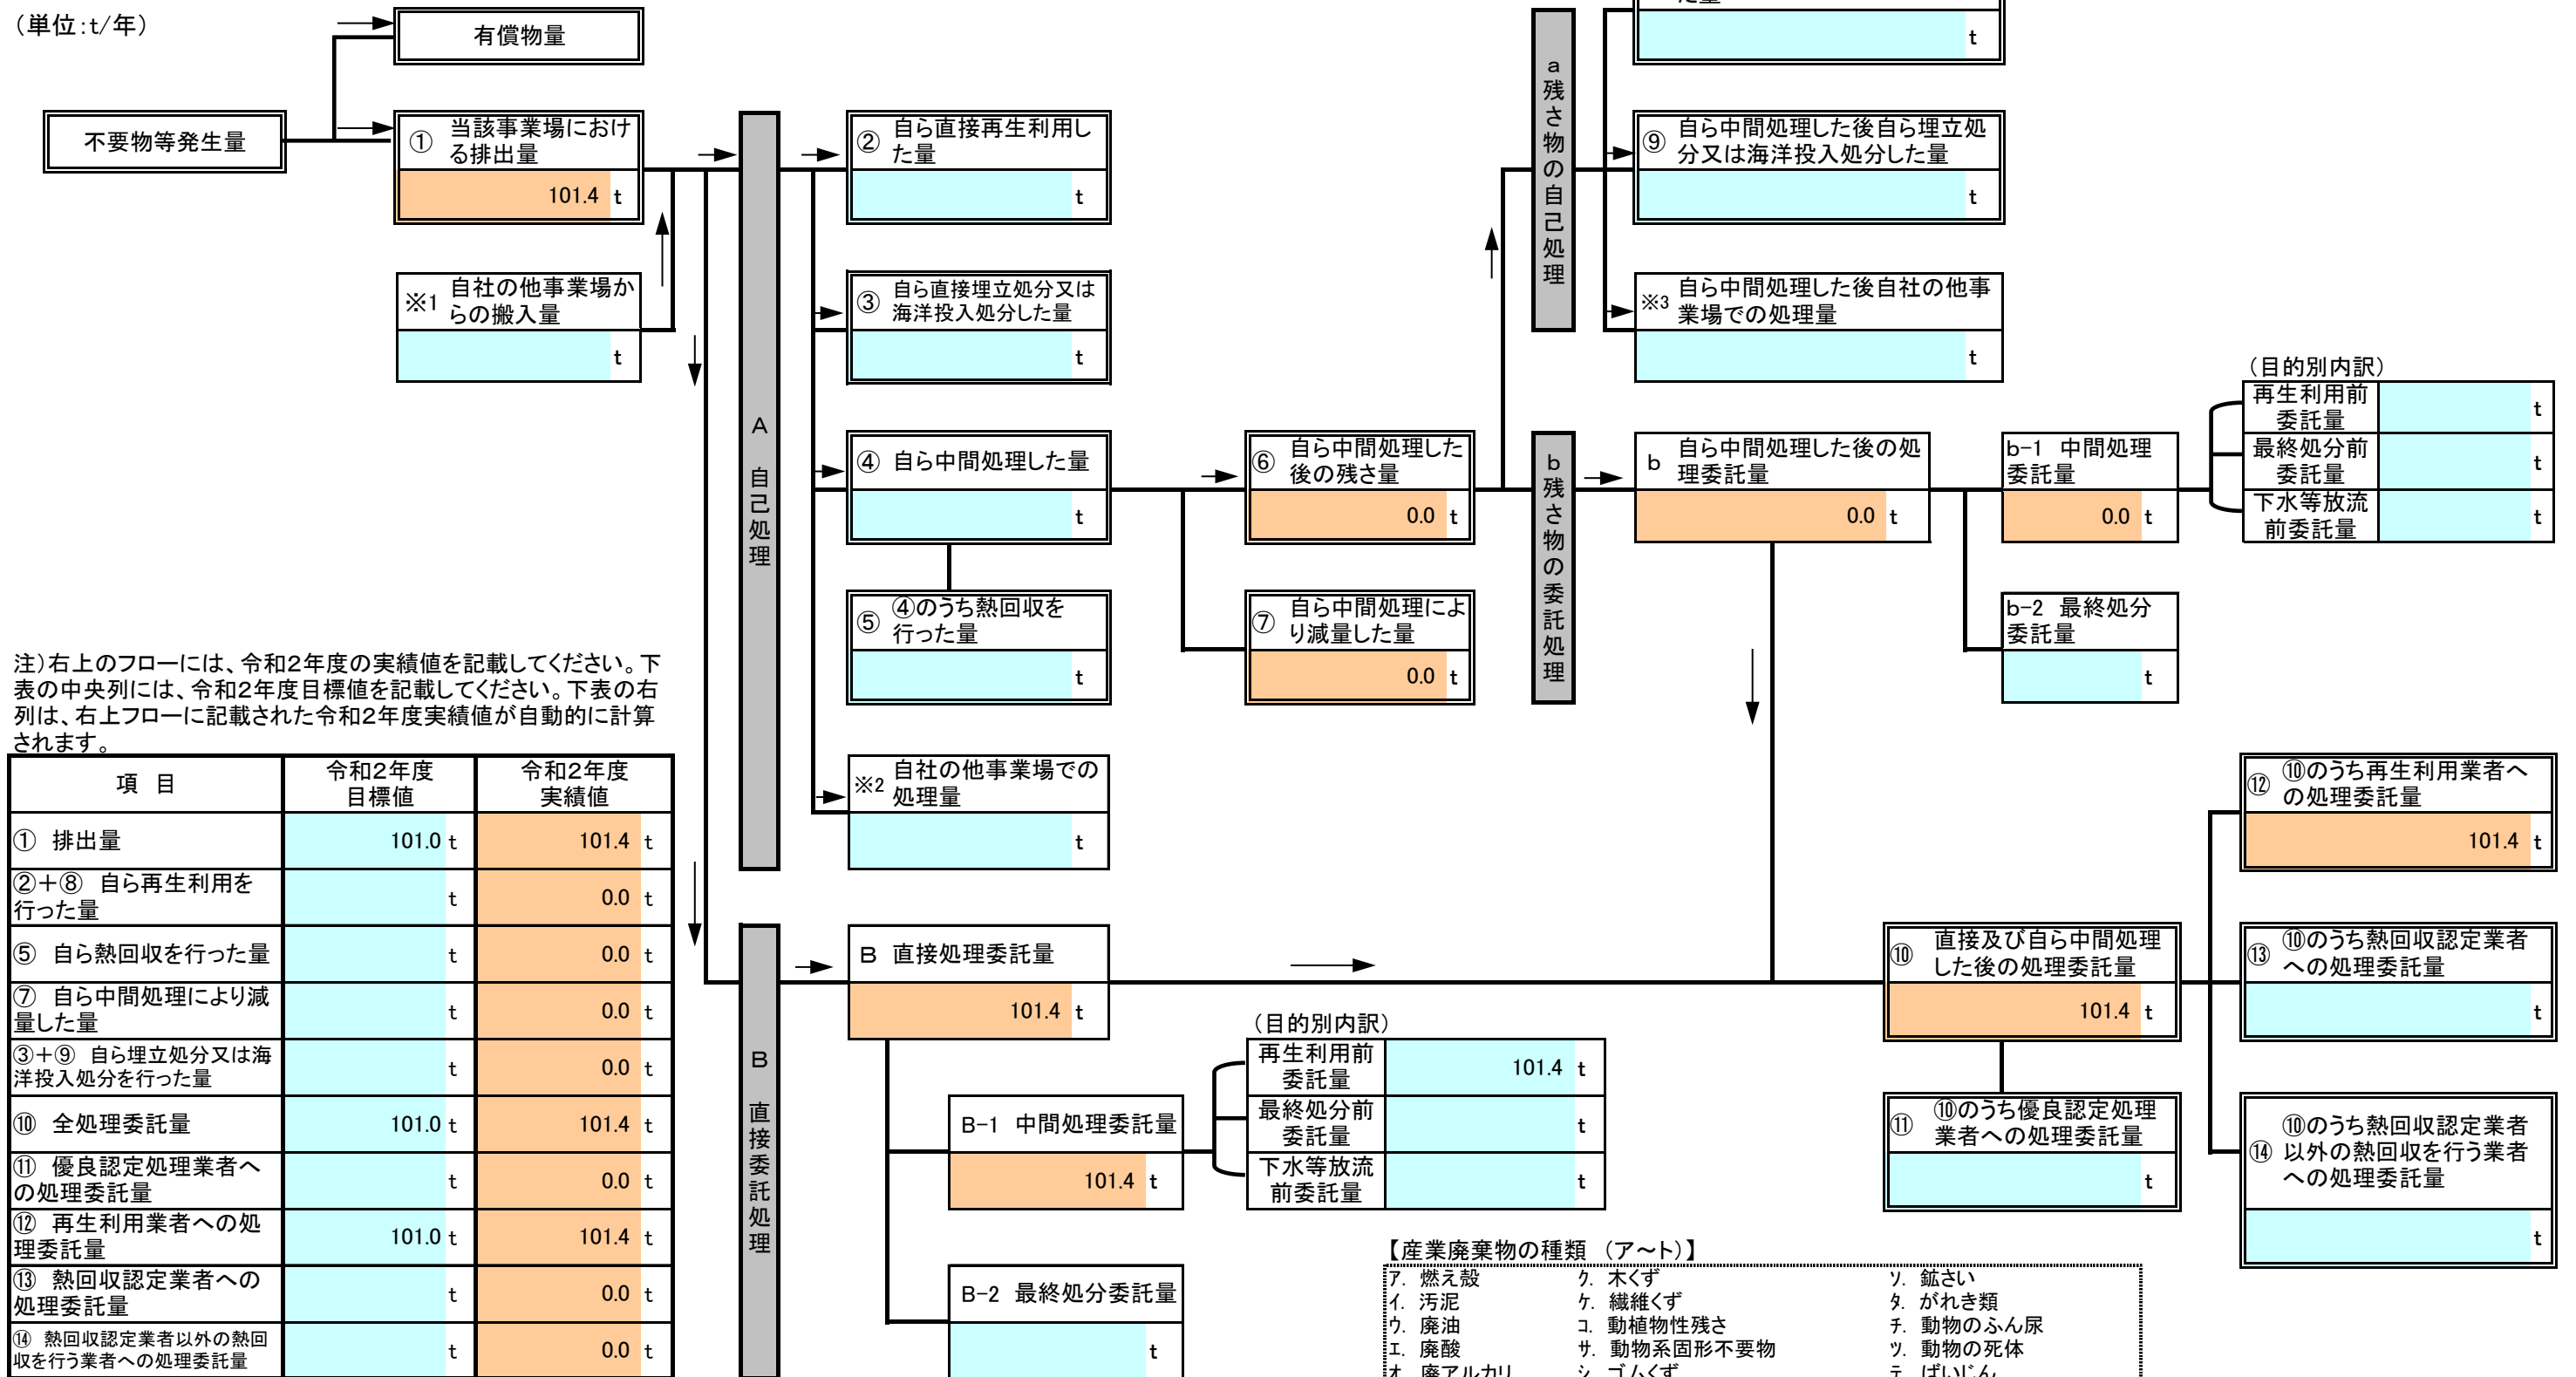 （単位:t/年）
有償物量
不要物等発生量
① 当該事業場におけ
る排出量
101.4 t
※1 自社の他事業場か
らの搬入量
t
A 自己処理
② 自ら直接再生利用し
た量
t
③ 自ら直接埋立処分又は
海洋投入処分した量
t
④ 自ら中間処理した量
t
⑤ ④のうち熱回収を
行った量
t
※2 自社の他事業場での
処理量
t
⑥ 自ら中間処理した
後の残さ量
0.0 t
⑦ 自ら中間処理によ
り減量した量
0.0 t
a残さ物の自己処理
t
⑨ 自ら中間処理した後自ら埋立処
分又は海洋投入処分した量
t
※3 自ら中間処理した後自社の他事
業場での処理量
t
b残さ物の委託処理
b 自ら中間処理した後の処
理委託量
0.0 t
b-1 中間処理
委託量
0.0 t
（目的別内訳）
再生利用前
委託量
t
最終処分前
委託量
t
下水等放流
前委託量
t
b-2 最終処分
委託量
t
注）右上のフローには、令和２年度の実績値を記載してください。下
表の中央列には、令和２年度目標値を記載してください。下表の右
列は、右上フローに記載された令和２年度実績値が自動的に計算
されます。
項 目
令和２年度
目標値
令和２年度
実績値
① 排出量 101.0 t 101.4 t
②＋⑧ 自ら再生利用を
行った量
t 0.0 t
⑤ 自ら熱回収を行った量 t 0.0 t
⑦ 自ら中間処理により減
量した量
t 0.0 t
③＋⑨ 自ら埋立処分又は海
洋投入処分を行った量
t 0.0 t
⑩ 全処理委託量 101.0 t 101.4 t
⑪ 優良認定処理業者へ
の処理委託量
t 0.0 t
⑫ 再生利用業者への処
理委託量
101.0 t 101.4 t
⑬ 熱回収認定業者への
処理委託量
t 0.0 t
⑭ 熱回収認定業者以外の熱回
収を行う業者への処理委託量
t 0.0 t
B 直接委託処理
B 直接処理委託量
101.4 t
B-1 中間処理委託量
101.4 t
B-2 最終処分委託量
t
（目的別内訳）
再生利用前
委託量
101.4 t
最終処分前
委託量
t
下水等放流
前委託量
t
⑩ 直接及び自ら中間処理
した後の処理委託量
101.4 t
⑪ ⑩のうち優良認定処理
業者への処理委託量
t
⑫ ⑩のうち再生利用業者へ
の処理委託量
101.4 t
⑬ ⑩のうち熱回収認定業者
への処理委託量
t
⑭ ⑩のうち熱回収認定業者
以外の熱回収を行う業者
への処理委託量
t
【産業廃棄物の種類 （ア～ト）】
ｱ. 燃え殻 ｸ. 木くず ｿ. 鉱さい
ｲ. 汚泥 ｹ. 繊維くず ﾀ. がれき類
ｳ. 廃油 ｺ. 動植物性残さ ﾁ. 動物のふん尿
ｴ. 廃酸 ｻ. 動物系固形不要物 ﾂ. 動物の死体
ｵ. 廃アルカリ ｼ. ゴムくず ﾃ. ばいじん